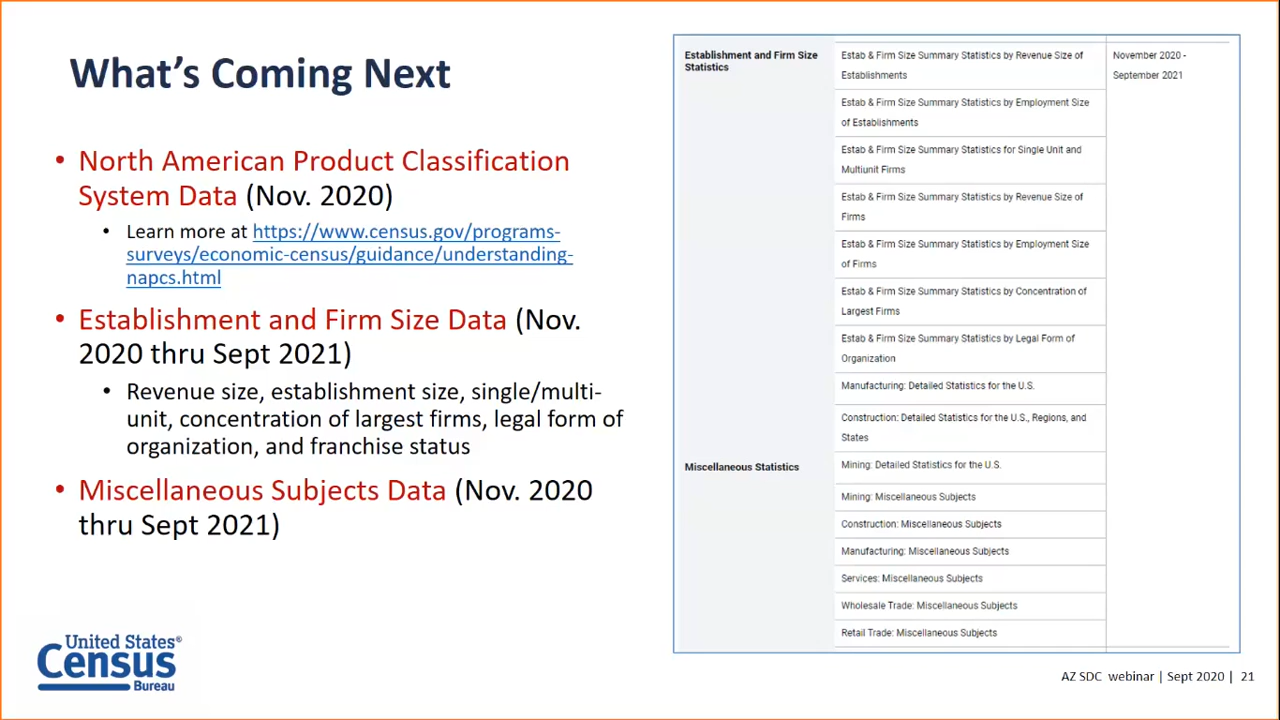 What's Coming Next
• North American Product Classification
System Data (Nov. 2020)
• Learn more at https://www.census.gov/programs-
surveys/economic-census/guidance/understanding-
napcs.html
• Establishment and Firm Size Data (Nov.
2020 thru Sept 2021)
• Revenue size, establishment size, single/multi-
unit, concentration of largest firms, legal form of
organization, and franchise status
• Miscellaneous Subjects Data (Nov. 2020
thru Sept 2021)
United States®
Census
Bureau
Establishment and Firm Size
Statistics
Estab & Firm Size Summary Statistics by Revenue Size of
Establishments
Estab & Firm Size Summary Statistics by Employment Size
of Establishments
Estab & Firm Size Summary Statistics for Single Unit and
Multiunit Firms
Estab & Firm Size Summary Statistics by Revenue Size of
Firms
Estab & Firm Size Summary Statistics by Employment Size
of Firms
Estab & Firm Size Summary Statistics by Concentration of
Largest Firms
Estab & Firm Size Summary Statistics by Legal Form of
Organization
Manufacturing: Detailed Statistics for the U.S.
Construction: Detailed Statistics for the U.S., Regions, and
States
Miscellaneous Statistics
Mining: Detailed Statistics for the U.S.
Mining: Miscellaneous Subjects
Construction: Miscellaneous Subjects
Manufacturing: Miscellaneous Subjects
Services: Miscellaneous Subjects
Wholesale Trade: Miscellaneous Subjects
Retail Trade: Miscellaneous Subjects
November 2020 -
September 2021
AZ SDC webinar | Sept 2020 | 21